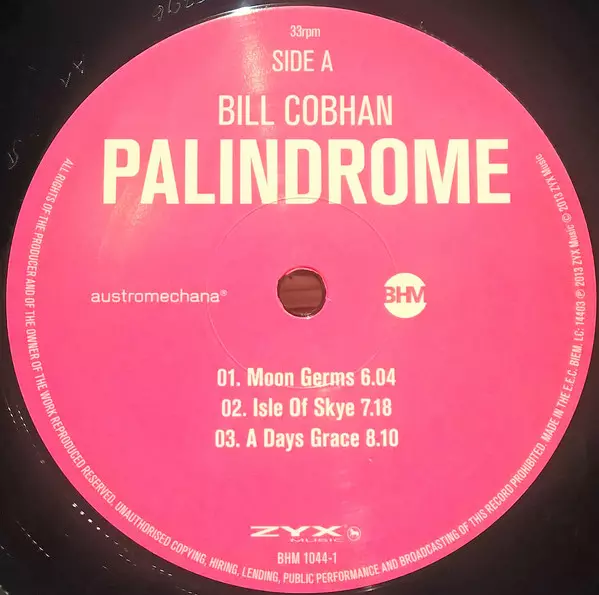 33rpm
SIDE A
BILL COBHAN
PALINDROME
austromechana®
BHM
01. Moon Germs 6.04
02. Isle Of Skye 7.18
03. A Days Grace 8.10
ZYX
MUSIC
BHM 1044-1
ALL RIGHTS OF THE PRODUCER AND OF THE OWNER OF THE WORK REPRODUCED RESERVED. UNAUTHORISED COPYING, HIRING, LENDING, PUBLIC PERFORMANCE AND BROADCASTING OF THIS RECORD PROHIBITED. MADE IN THE E.E.C. BIEM. LC: 14403 ℗ 2013 ZYX Music © 2013 ZYX Music